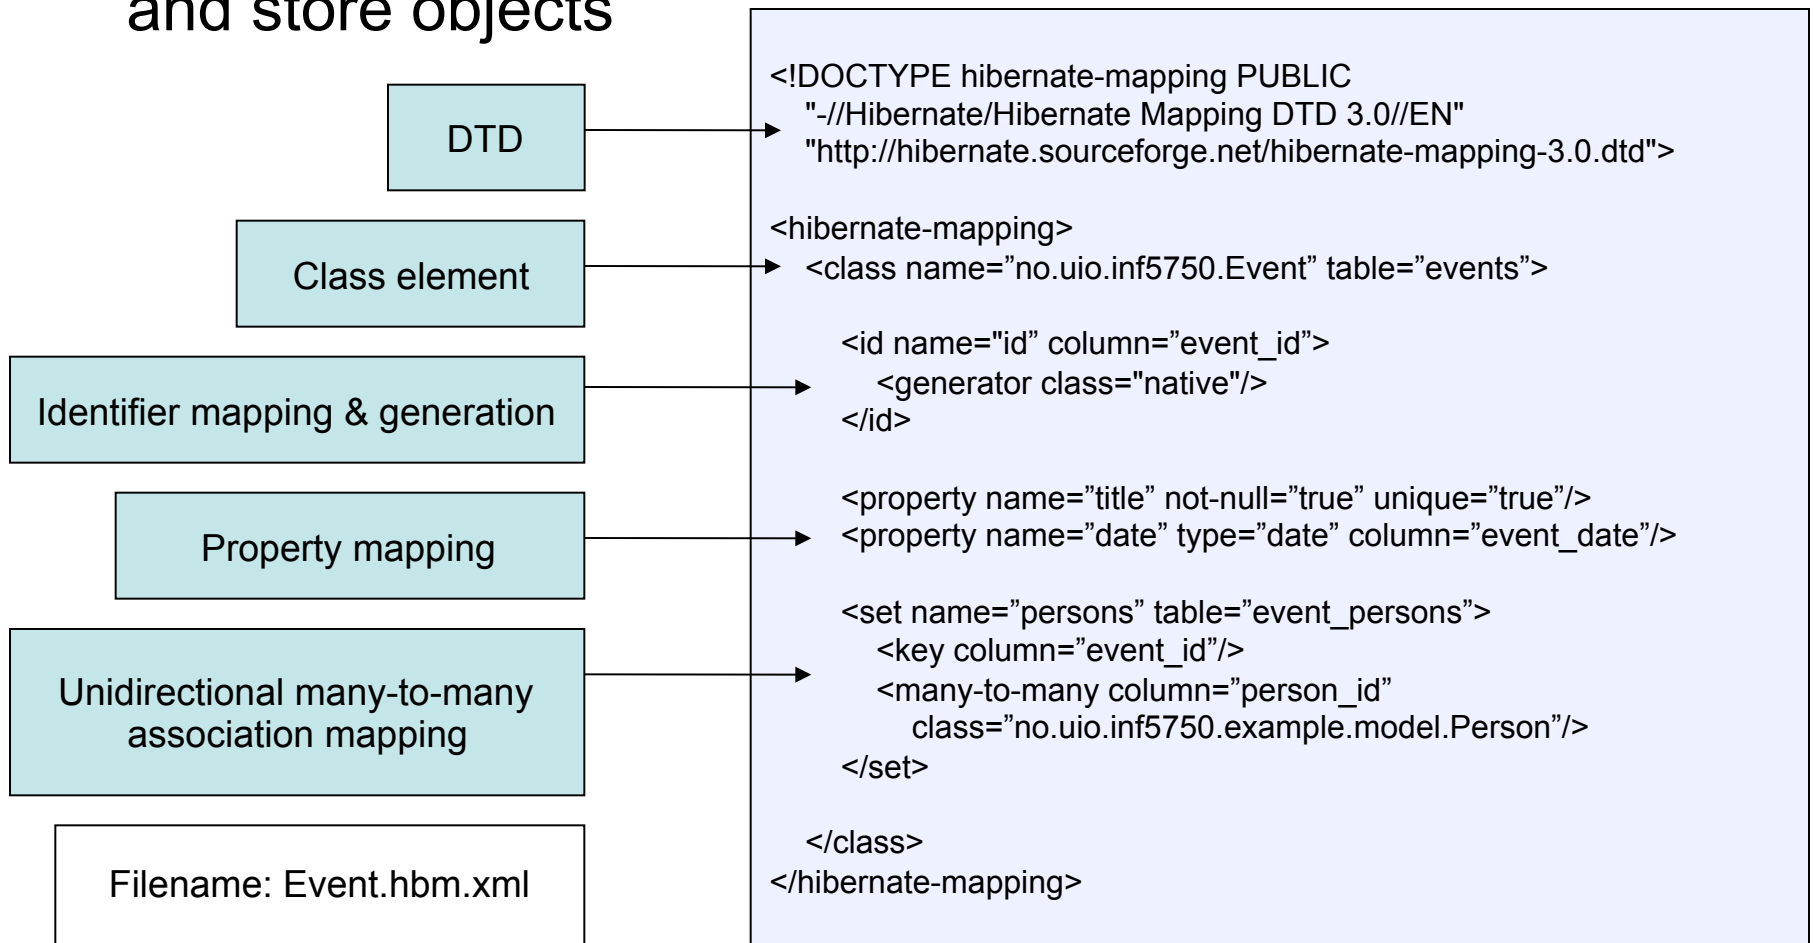 and store objects
DTD
Class element
Identifier mapping & generation
Property mapping
Unidirectional many-to-many
association mapping
Filename: Event.hbm.xml
<!DOCTYPE hibernate-mapping PUBLIC
"-//Hibernate/Hibernate Mapping DTD 3.0//EN"
"http://hibernate.sourceforge.net/hibernate-mapping-3.0.dtd">
<hibernate-mapping>
<class name=”no.uio.inf5750.Event” table=”events”>
<id name="id” column=”event_id”>
<generator class="native"/>
</id>
<property name=”title” not-null=”true” unique=”true”/>
<property name=”date” type=”date” column=”event_date”/>
<set name=”persons” table=”event_persons”>
<key column=”event_id”/>
<many-to-many column=”person_id”
class=”no.uio.inf5750.example.model.Person”/>
</set>
</class>
</hibernate-mapping>